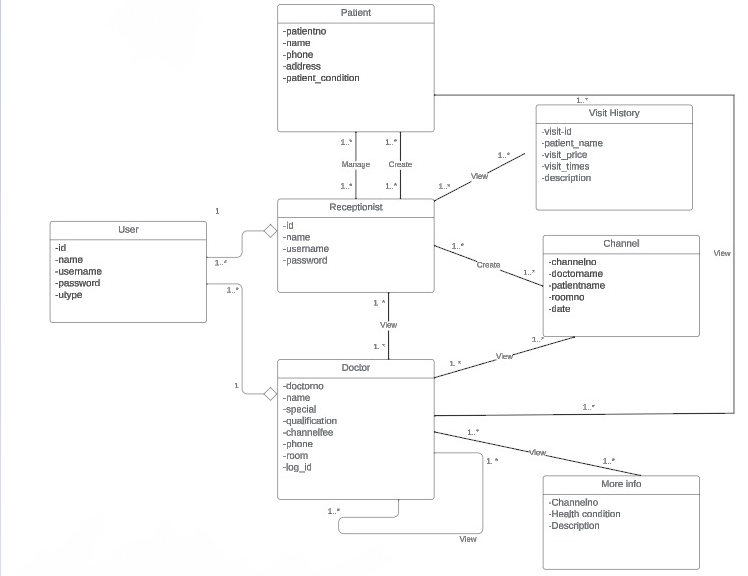 Patient
-patientno
-name
-phone
-address
-patient_condition
1..*
Visit History
-visit-id
-patient_name
-visit_price
-visit_times
-description
1..*
1..*
Manage
Create
1..*
1..*
1..*
View
1..*
Receptionist
-id
-name
-username
-password
1
User
-id
-name
-username
-password
-utype
1..*
1..*
1
Channel
-channelno
-doctorname
-patientname
-roomno
-date
1..*
Create
1..*
View
1. *
View
1. *
1..*
View
1. *
Doctor
-doctorno
-name
-special
-qualification
-channelfee
-phone
-room
-log_id
1..*
1..*
View
1..*
1. *
1..*
View
More info
-Channelno
-Health condition
-Description